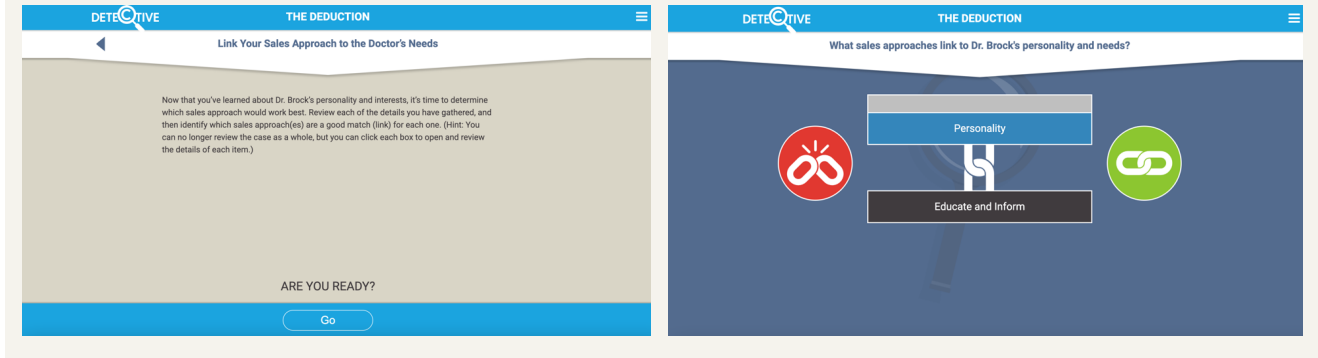 DETECTIVE
THE DEDUCTION
Link Your Sales Approach to the Doctor's Needs
Now that you've learned about Dr. Brock's personality and interests, it's time to determine
which sales approach would work best. Review each of the details you have gathered, and
then identify which sales approach(es) are a good match (link) for each one. (Hint: You
can no longer review the case as a whole, but you can click each box to open and review
the details of each item.)
ARE YOU READY?
Go
DETECTIVE
THE DEDUCTION
What sales approaches link to Dr. Brock's personality and needs?
Personality
Educate and Inform